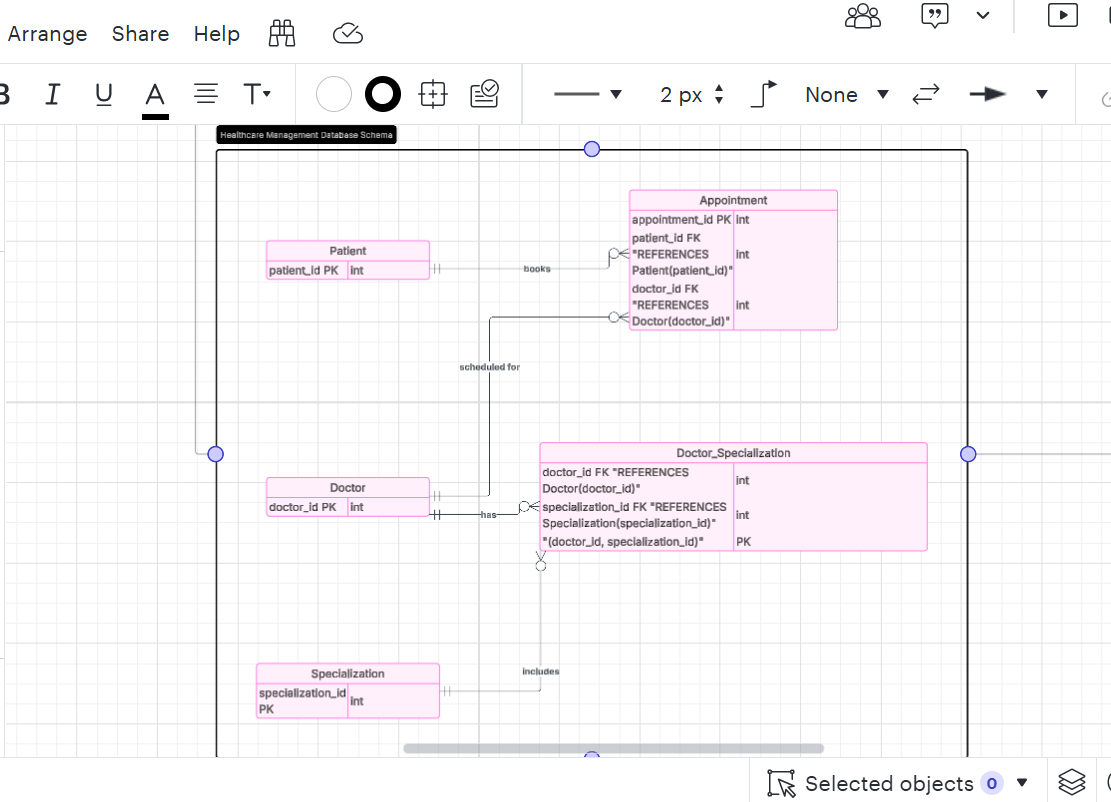 Arrange Share Help
B I U A T 2 px None
Healthcare Management Database Schema
Appointment
appointment_id PK int
patient_id FK
"REFERENCES int
Patient(patient_id)"
doctor_id FK
"REFERENCES int
Doctor(doctor_id)"
Patient
patient_id PK int
books
scheduled for
Doctor_Specialization
doctor_id FK "REFERENCES
Doctor(doctor_id)" int
specialization_id FK "REFERENCES
Specialization(specialization_id)" int
"(doctor_id, specialization_id)" PK
Doctor
doctor_id PK int
has
includes
Specialization
specialization_id
PK int
Selected objects 0